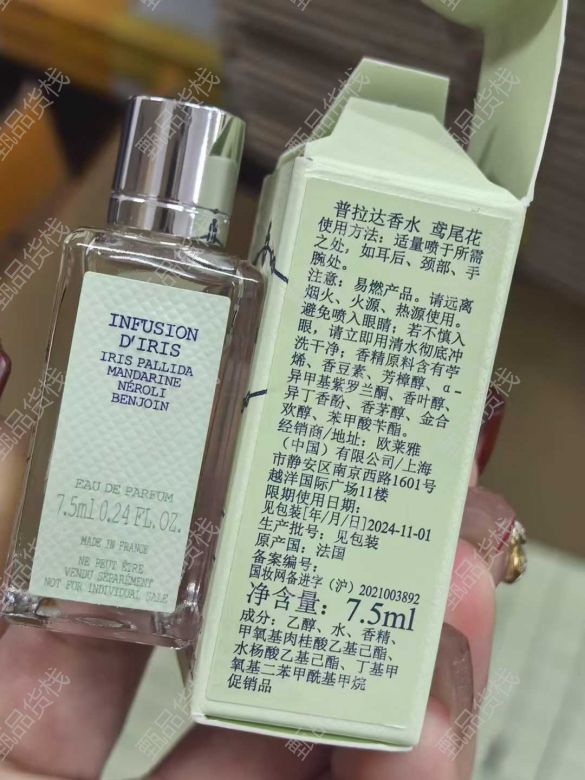 INFUSION
D'IRIS
IRIS PALLIDA
MANDARINE
NÉROLI
BENJOIN
EAU DE PARFUM
7.5ml 0.24 FL.OZ.
MADE IN FRANCE
NE PEUT ÊTRE
VENDU SÉPARÉMENT
NOT FOR INDIVIDUAL SALE
普拉达香水 鸢尾花
使用方法：适量喷于所需
之处，如耳后、颈部、手
腕处。
注意：易燃产品。请远离
烟火、火源、热源使用。
避免喷入眼睛；若不慎入
眼，请立即用清水彻底冲
洗干净；香精原料含有苧
烯、香豆素、芳樟醇、α-
异甲基紫罗兰酮、香叶醇、
异丁香酚、香茅醇、金合
欢醇、苯甲酸苄酯。
经销商/地址：欧莱雅
（中国）有限公司/上海
市静安区南京西路1601号
越洋国际广场11楼
限期使用日期：
见包装[年/月/日]2024-11-01
生产批号：见包装
原产国：法国
备案编号：
国妆网备进字（沪）2021003892
净含量：7.5ml
成分：乙醇、水、香精、
甲氧基肉桂酸乙基己酯、
水杨酸乙基己酯、丁基甲
氧基二苯甲酰基甲烷
促销品
甄品货栈